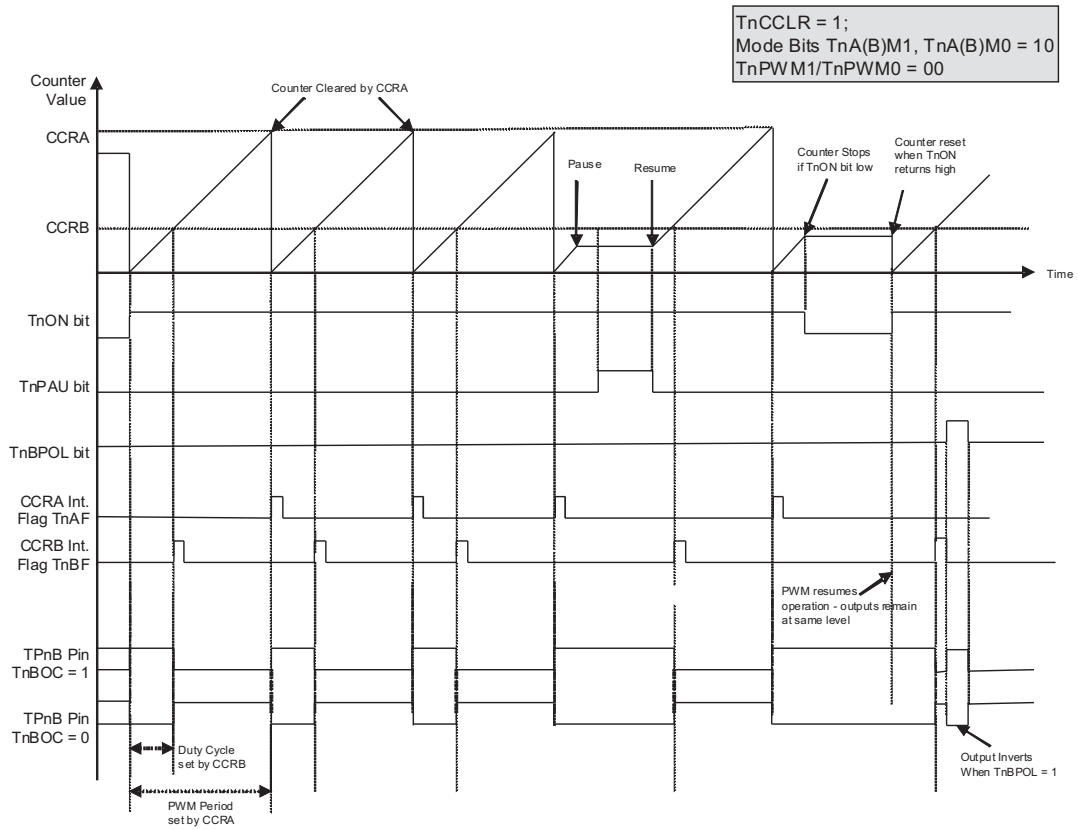 TnCCLR = 1;
Mode Bits TnA(B)M1, TnA(B)M0 = 10
TnPWM1/TnPWM0 = 00
Counter
Value
Counter Cleared by CCRA
CCRA
Pause
Resume
Counter Stops
if TnON bit low
Counter reset
when TnON
returns high
CCRB
Time
TnON bit
TnPAU bit
TnBPOL bit
CCRA Int.
Flag TnAF
CCRB Int.
Flag TnBF
PWM resumes
operation - outputs remain
at same level
TPnB Pin
TnBOC = 1
TPnB Pin
TnBOC = 0
Duty Cycle
set by CCRB
Output Inverts
When TnBPOL = 1
PWM Period
set by CCRA